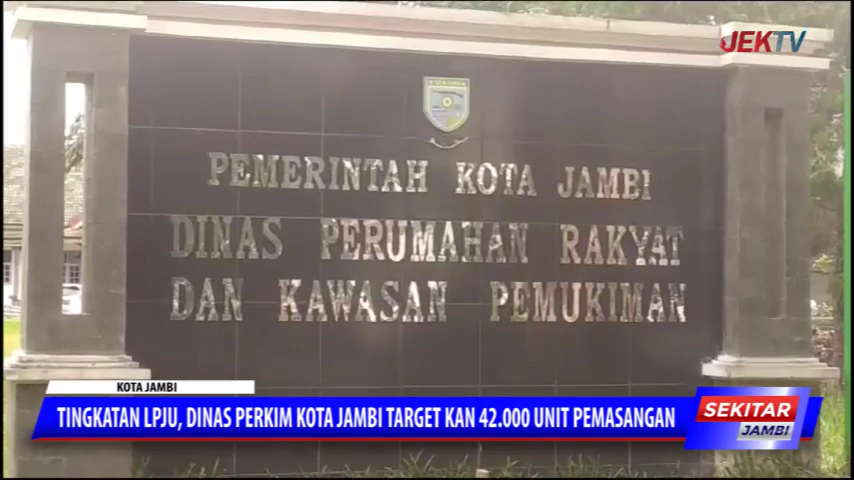 JEKTV
PEMERINTAH KOTA JAMBI
DINAS PERUMAHAN RAKYAT
DAN KAWASAN PEMUKIMAN
KOTA JAMBI
TINGKATAN LPJU, DINAS PERKIM KOTA JAMBI TARGET KAN 42.000 UNIT PEMASANGAN
SEKITAR
JAMBI